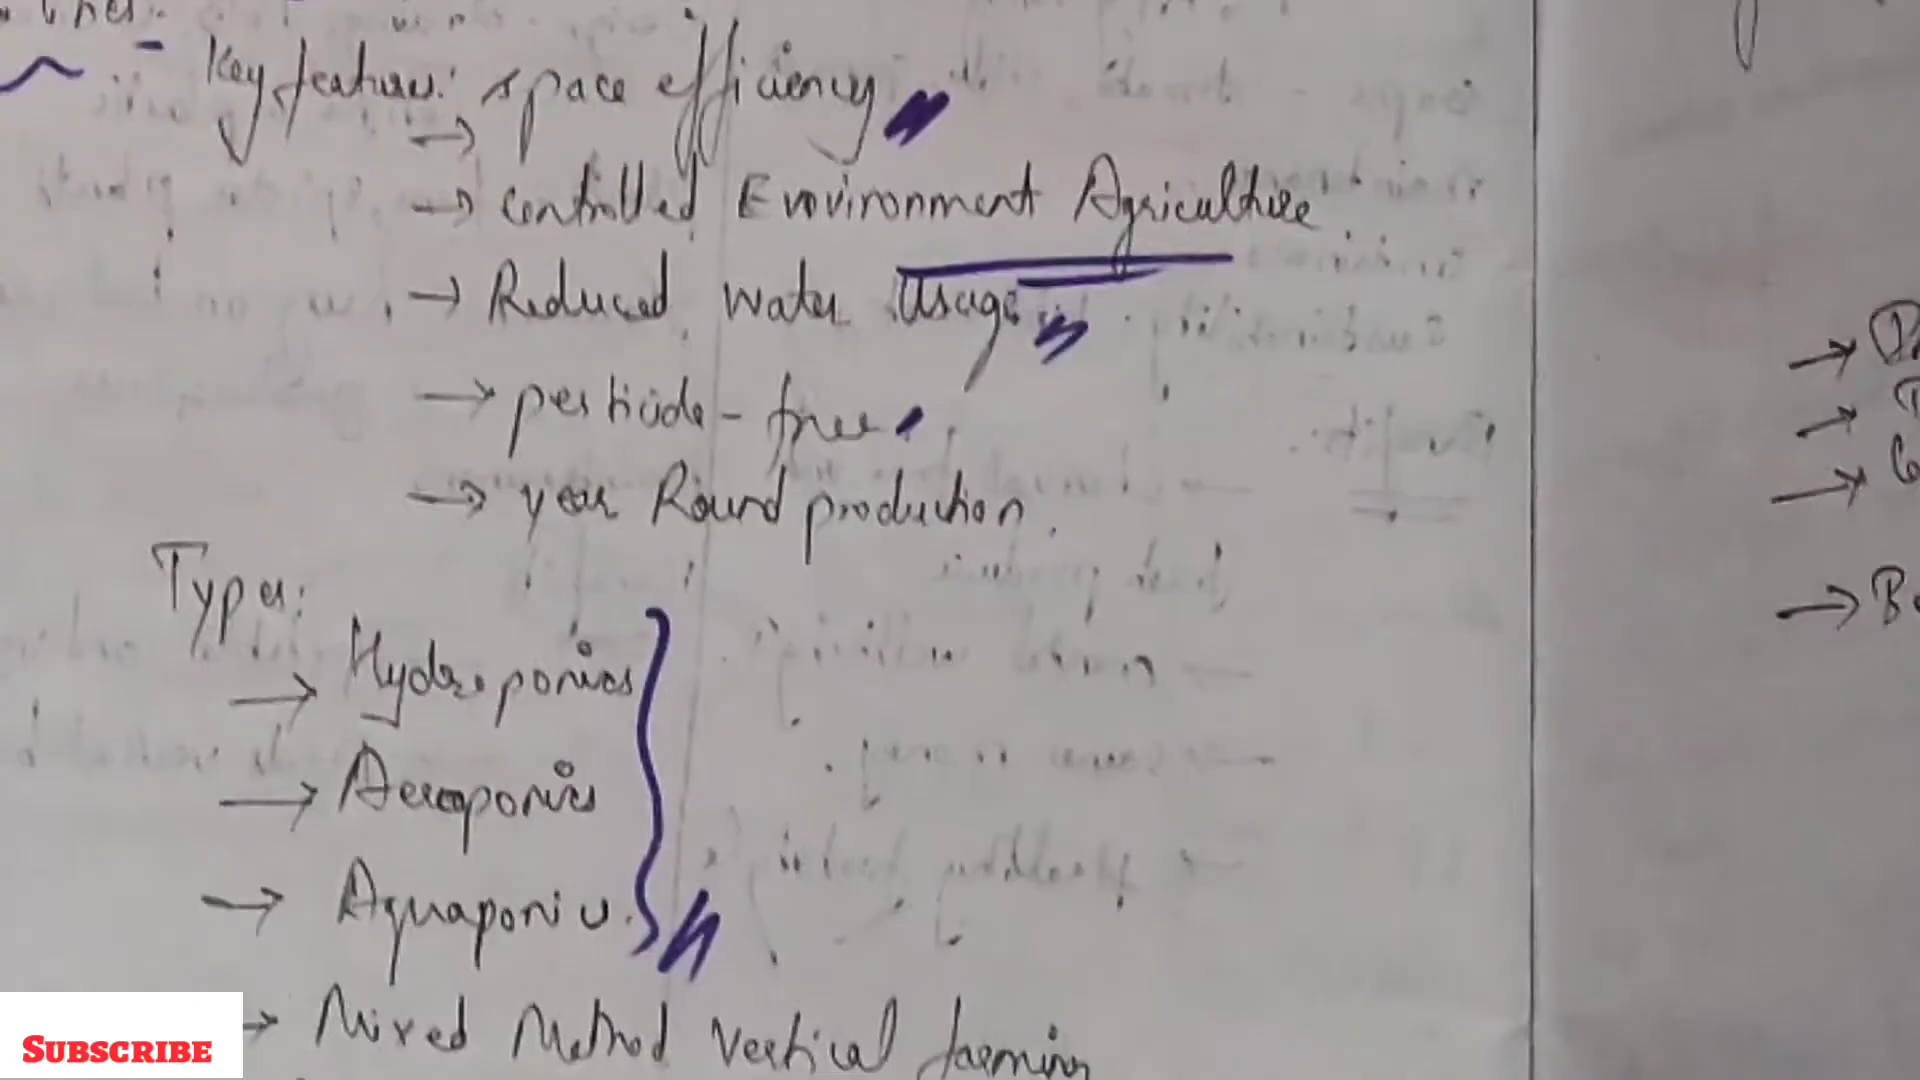 - Key features: space efficiency
→
→ controlled Enovironment Agriculture
→ Reduced water usage
→ pesticide-free
→ year Round production.
Types:
→ Hydroponics
→ Aeroponics
→ Aquaponics.
→ Mixed Method vertical farming
SUBSCRIBE